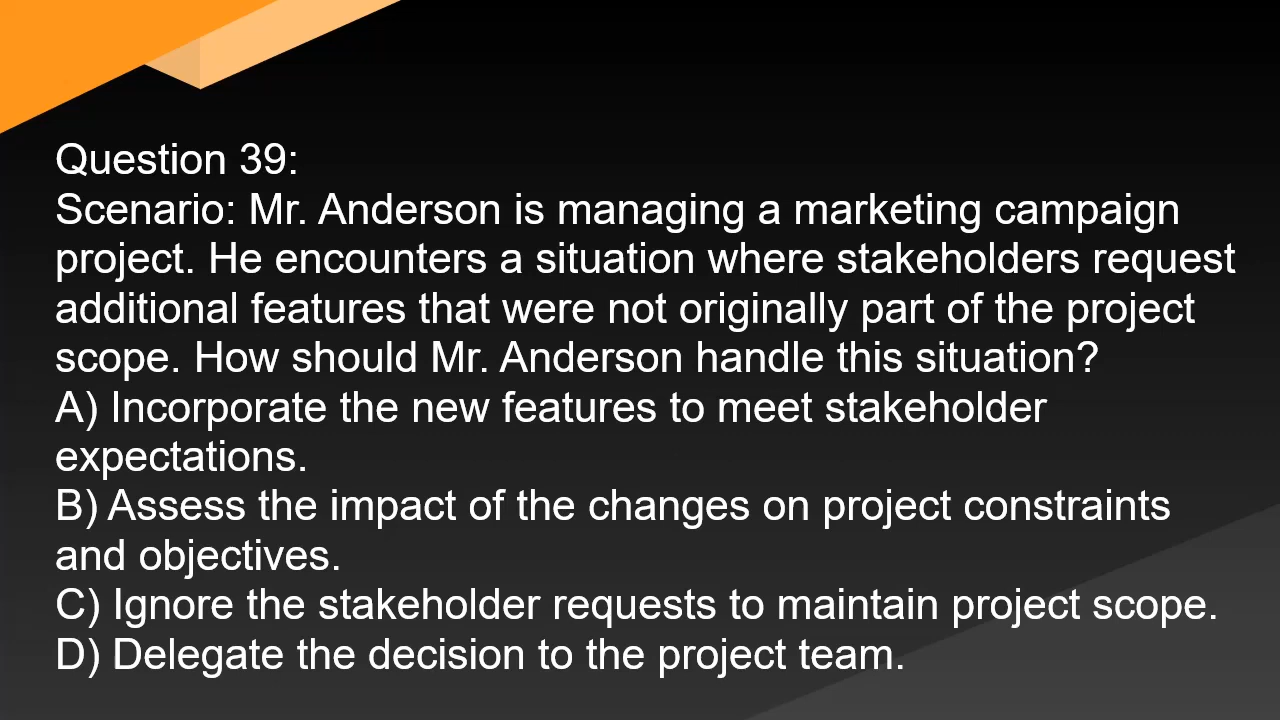 Question 39:
Scenario: Mr. Anderson is managing a marketing campaign
project. He encounters a situation where stakeholders request
additional features that were not originally part of the project
scope. How should Mr. Anderson handle this situation?
A) Incorporate the new features to meet stakeholder
expectations.
B) Assess the impact of the changes on project constraints
and objectives.
C) Ignore the stakeholder requests to maintain project scope.
D) Delegate the decision to the project team.